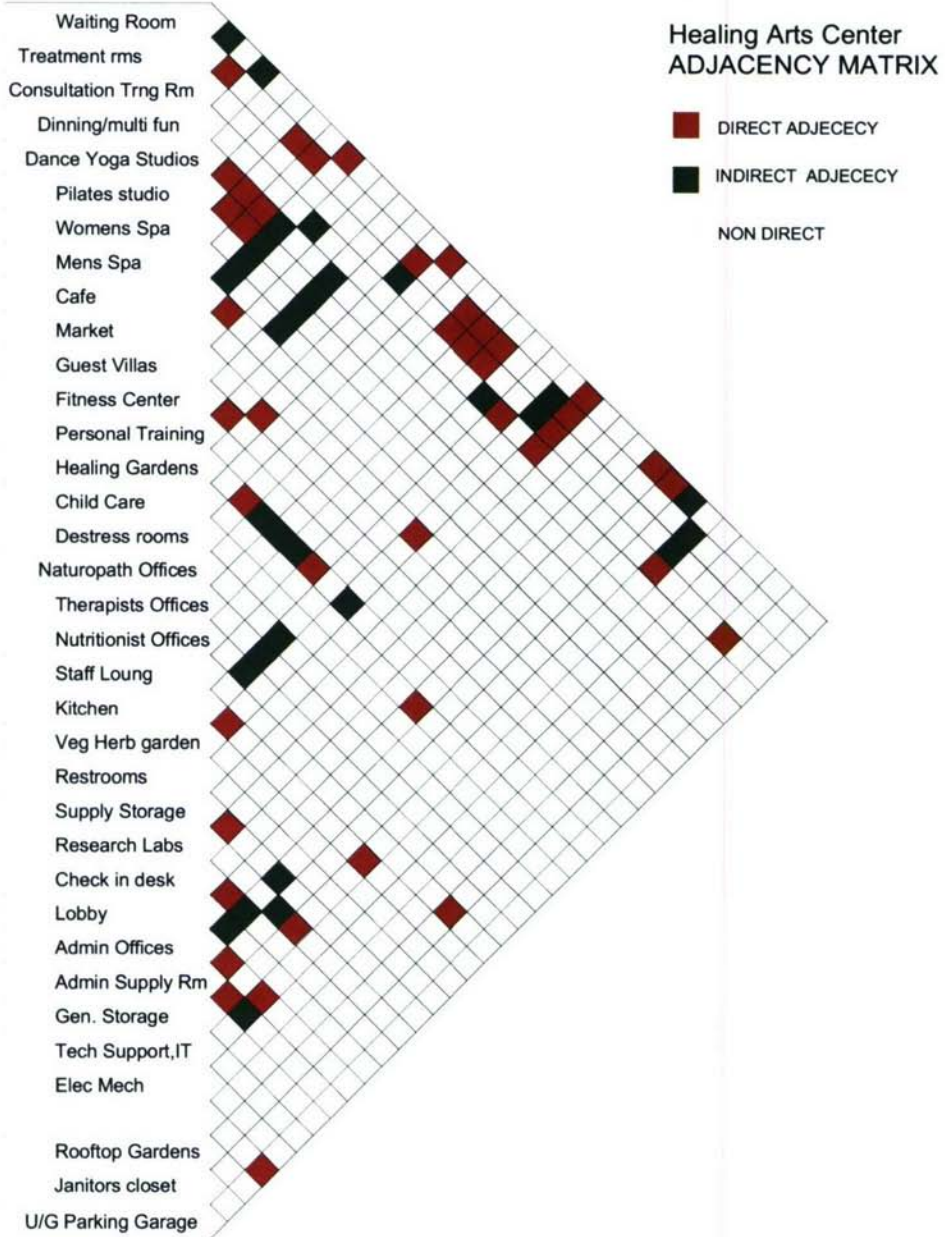 Healing Arts Center
ADJACENCY MATRIX
DIRECT ADJECECY
INDIRECT ADJECECY
NON DIRECT
Waiting Room
Treatment rms
Consultation Trng Rm
Dinning/multi fun
Dance Yoga Studios
Pilates studio
Womens Spa
Mens Spa
Cafe
Market
Guest Villas
Fitness Center
Personal Training
Healing Gardens
Child Care
Destress rooms
Naturopath Offices
Therapists Offices
Nutritionist Offices
Staff Loung
Kitchen
Veg Herb garden
Restrooms
Supply Storage
Research Labs
Check in desk
Lobby
Admin Offices
Admin Supply Rm
Gen. Storage
Tech Support,IT
Elec Mech
Rooftop Gardens
Janitors closet
U/G Parking Garage